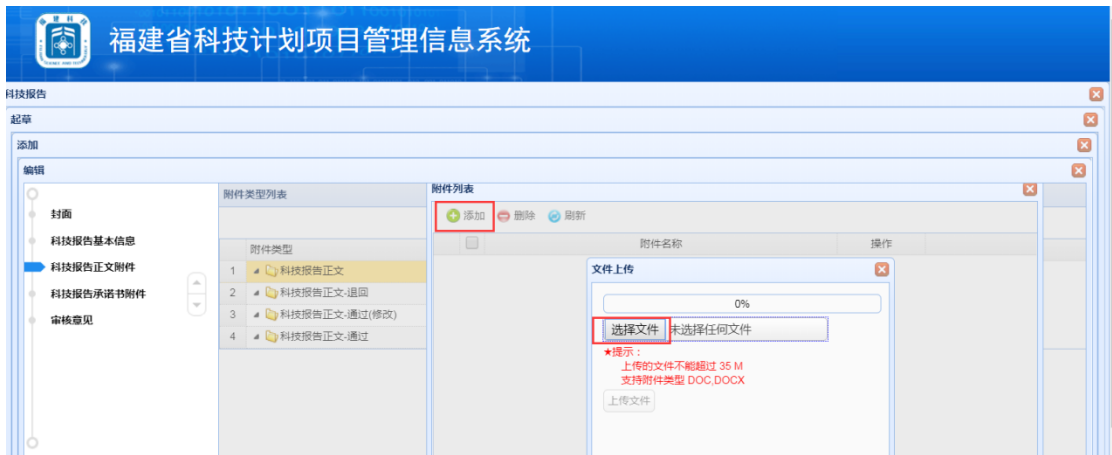 福建省科技计划项目管理信息系统
科技报告
起草
添加
编辑
封面
科技报告基本信息
科技报告正文附件
科技报告承诺书附件
审核意见
附件类型列表
附件类型
1 科技报告正文
2 科技报告正文-退回
3 科技报告正文-通过(修改)
4 科技报告正文-通过
附件列表
添加 删除 刷新
附件名称 操作
文件上传
0%
选择文件 未选择任何文件
★提示：
上传的文件不能超过 35 M
支持附件类型 DOC,DOCX
上传文件